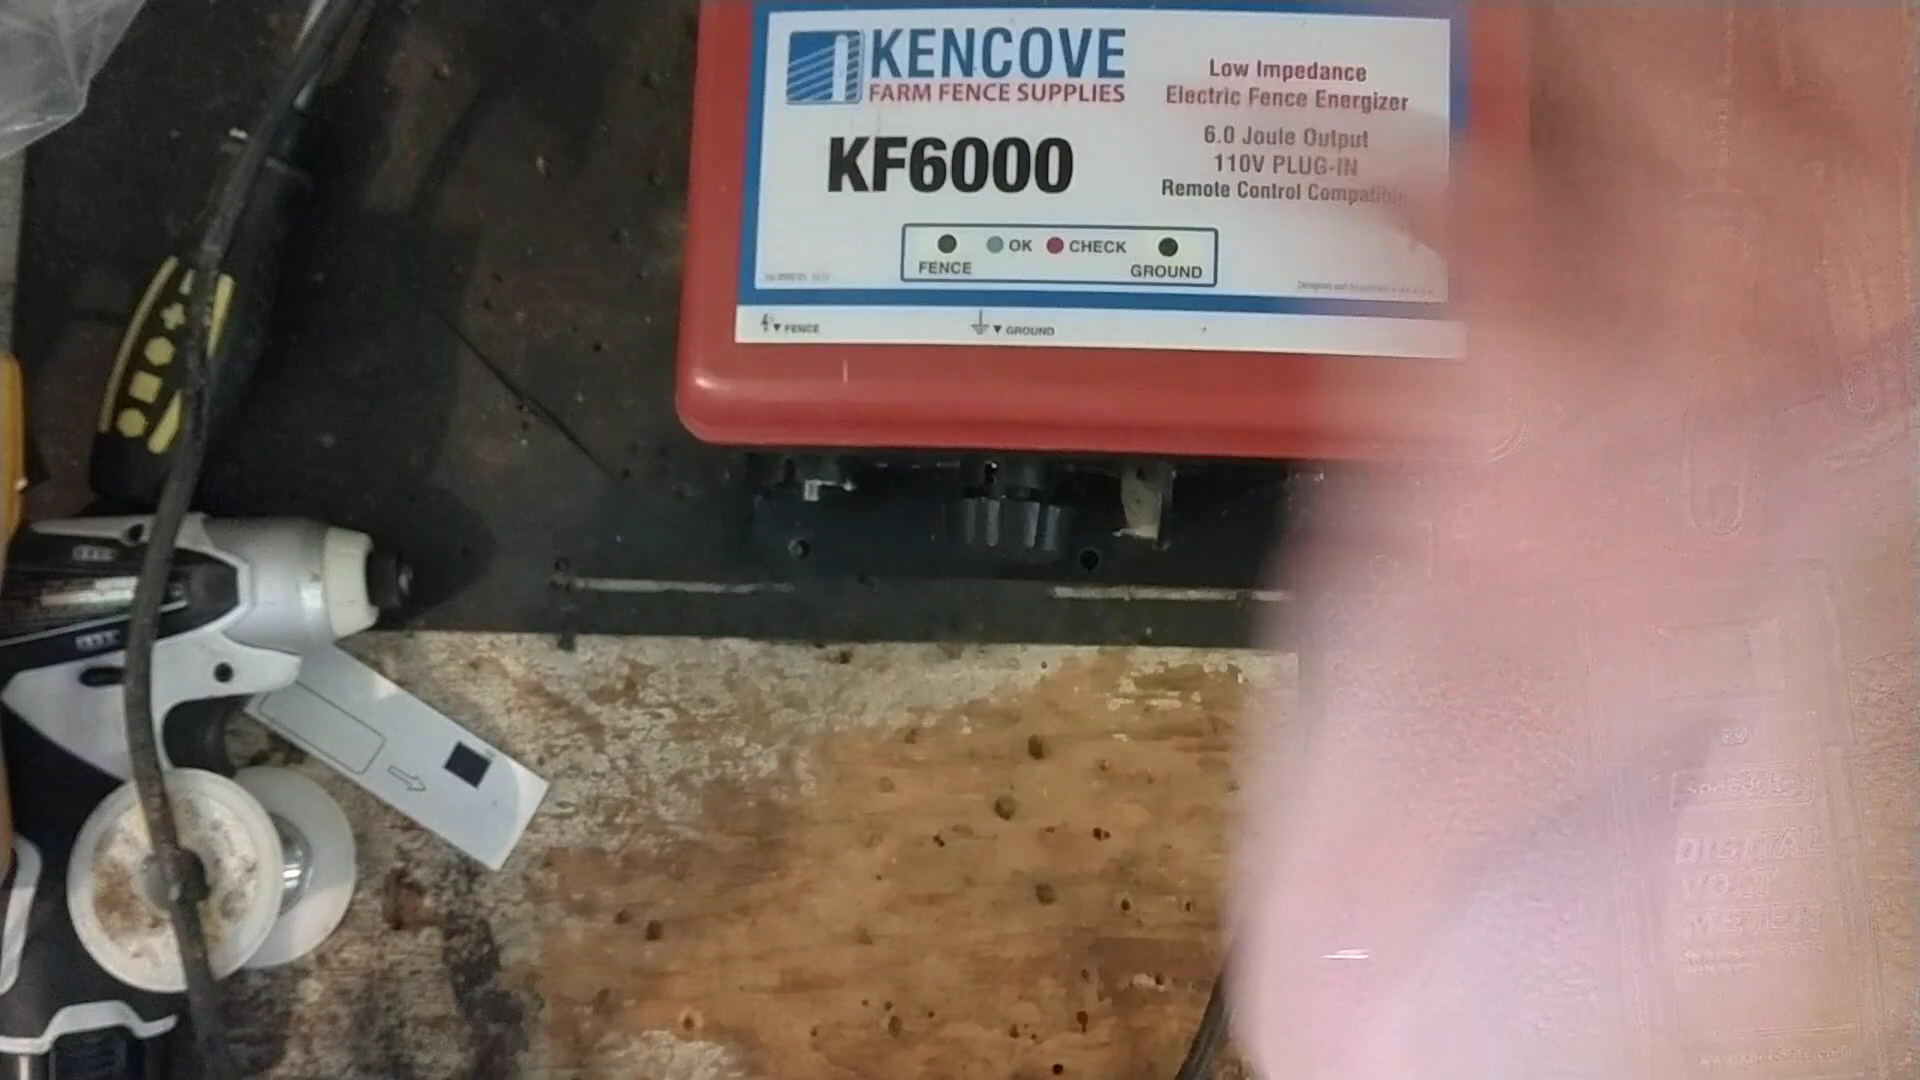 KENCOVE
FARM FENCE SUPPLIES
KF6000
Low Impedance
Electric Fence Energizer
6.0 Joule Output
110V PLUG-IN
Remote Control Compatible
OK
CHECK
FENCE
GROUND
FENCE
GROUND
DIGITAL
VOLT
METER